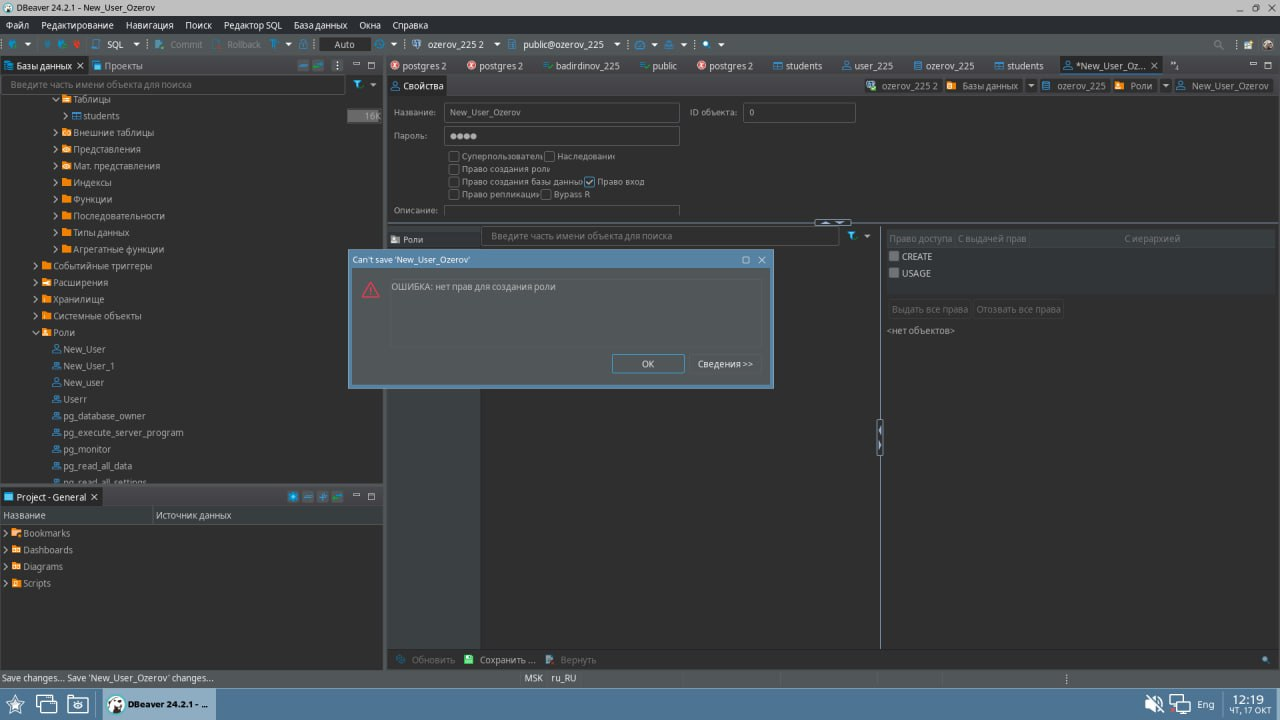 DBeaver 24.2.1 - New_User_Ozerov
Файл Редактирование Навигация Поиск Редактор SQL База данных Окна Справка
SQL Commit Rollback Auto ozerov_225 2 public@ozerov_225
Базы данных Проекты
postgres 2 postgres 2 badirdinov_225 public postgres 2 students user_225 ozerov_225 students *New_User_Oz...
Введите часть имени объекта для поиска
Свойства
ozerov_225 2 Базы данных ozerov_225 Роли New_User_Ozerov
Таблицы
students 16K
Внешние таблицы
Представления
Мат. представления
Индексы
Функции
Последовательности
Типы данных
Агрегатные функции
Событийные триггеры
Расширения
Хранилище
Системные объекты
Роли
New_User
New_User_1
New_user
Userr
pg_database_owner
pg_execute_server_program
pg_monitor
pg_read_all_data
pg_read_all_settings
Название: New_User_Ozerov ID объекта: 0
Пароль: ●●●●
Суперпользователь Наследование
Право создания роли
Право создания базы данны Право вход
Право репликации Bypass R
Описание:
Роли
Введите часть имени объекта для поиска
Право доступа С выдачей прав С иерархией
CREATE
USAGE
Выдать все права Отозвать все права
<нет объектов>
Can't save 'New_User_Ozerov'
ОШИБКА: нет прав для создания роли
ОК Сведения >>
Project - General
Название Источник данных
Bookmarks
Dashboards
Diagrams
Scripts
Обновить Сохранить ... Вернуть
Save changes... Save 'New_User_Ozerov' changes...
MSK ru_RU
DBeaver 24.2.1 - ...
Eng
12:19
ЧТ, 17 ОКТ